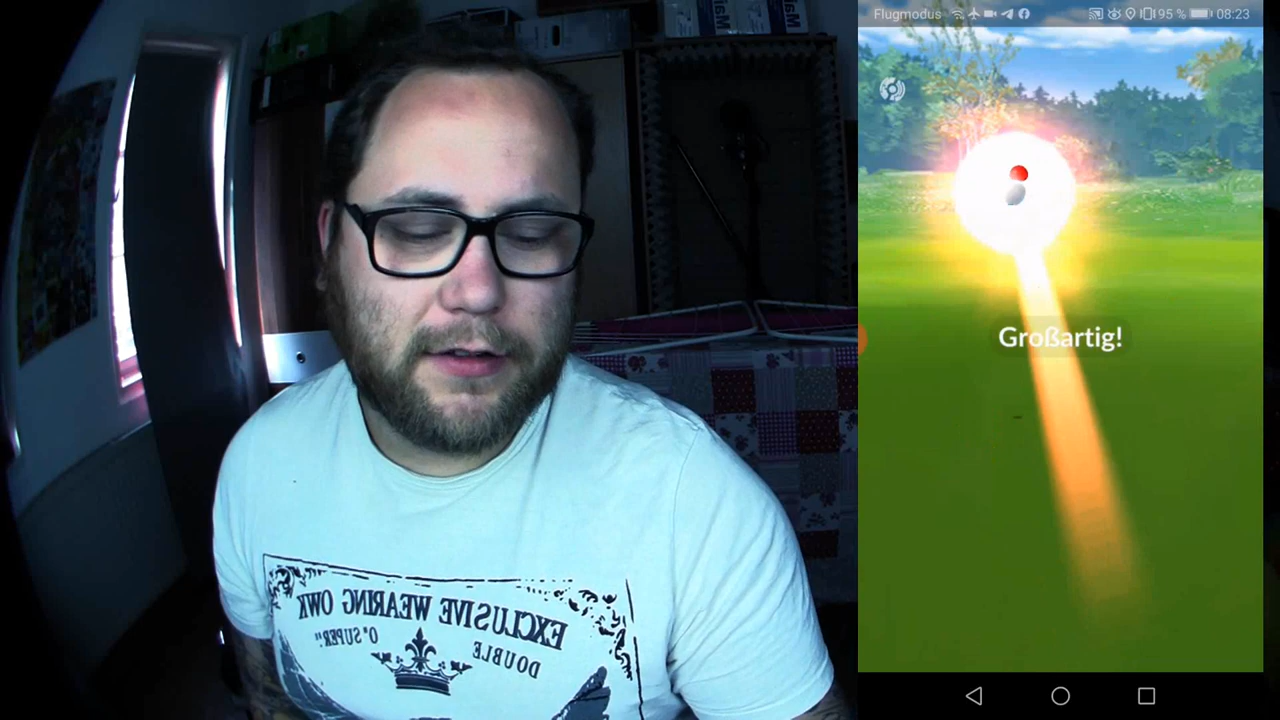 Flugmodus 95 % 08:23
Großartig!
EXCLUSIVE WEARING OWK
DOUBLE O"SUPER"